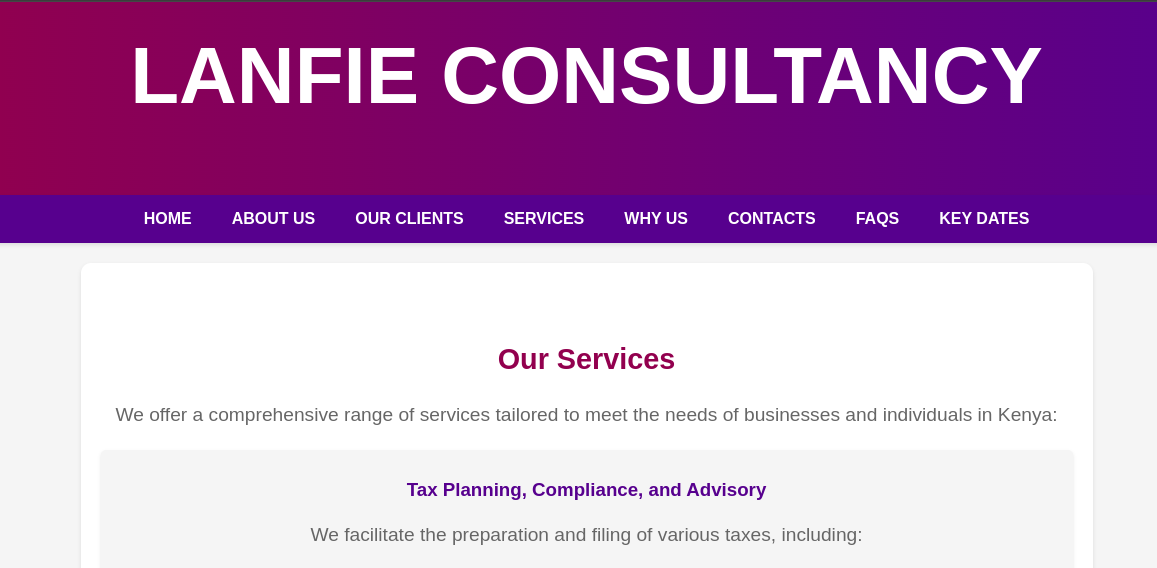 LANFIE CONSULTANCY
HOME ABOUT US OUR CLIENTS SERVICES WHY US CONTACTS FAQS KEY DATES
Our Services
We offer a comprehensive range of services tailored to meet the needs of businesses and individuals in Kenya:
Tax Planning, Compliance, and Advisory
We facilitate the preparation and filing of various taxes, including: